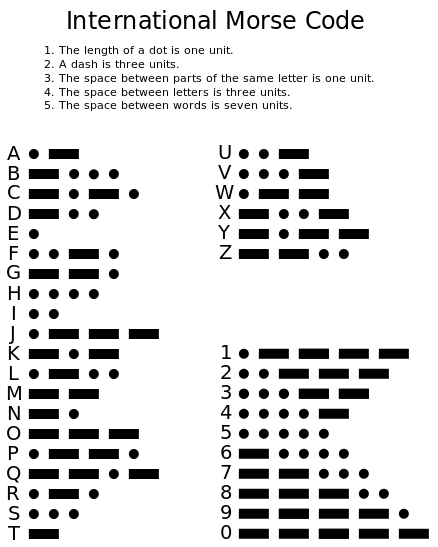 International Morse Code
1. The length of a dot is one unit.
2. A dash is three units.
3. The space between parts of the same letter is one unit.
4. The space between letters is three units.
5. The space between words is seven units.
A
B
C
D
E
F
G
H
I
J
K
L
M
N
O
P
Q
R
S
T
U
V
W
X
Y
Z
1
2
3
4
5
6
7
8
9
0